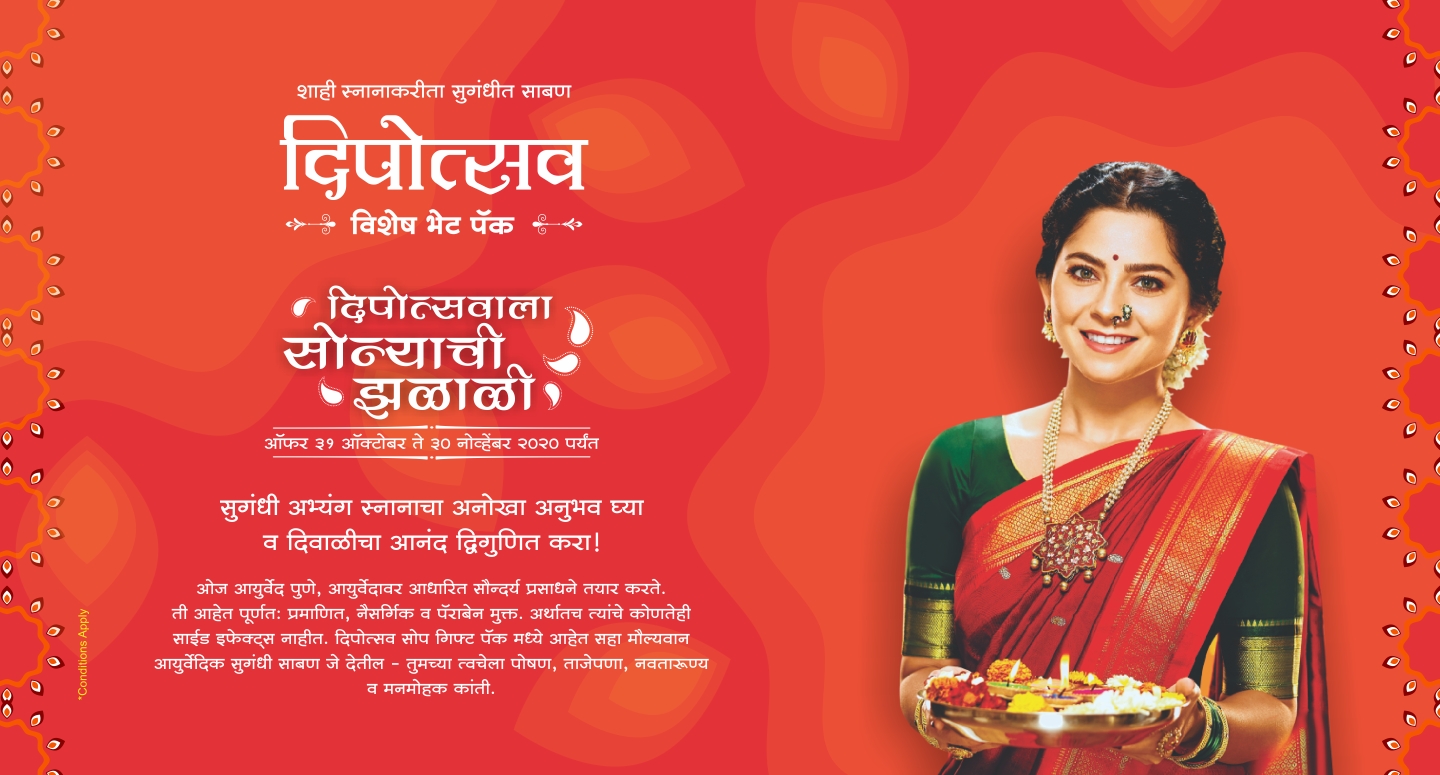 शाही स्नानाकरीता सुगंधीत साबण
दिपोत्सव
विशेष भेट पॅक
दिपोत्सवाला
सोन्याची
झळाळी
ऑफर ३१ ऑक्टोबर ते ३० नोव्हेंबर २०२० पर्यंत
सुगंधी अभ्यंग स्नानाचा अनोखा अनुभव घ्या
व दिवाळीचा आनंद द्विगुणित करा!
ओज आयुर्वेद पुणे, आयुर्वेदावर आधारित सौन्दर्य प्रसाधने तयार करते.
ती आहेत पूर्णत: प्रमाणित, नैसर्गिक व पॅराबेन मुक्त. अर्थातच त्यांचे कोणतेही
साईड इफेक्ट्स नाहीत. दिपोत्सव सोप गिफ्ट पॅक मध्ये आहेत सहा मौल्यवान
आयुर्वेदिक सुगंधी साबण जे देतील - तुमच्या त्वचेला पोषण, ताजेपणा, नवतारूण्य
व मनमोहक कांती.
*Conditions Apply